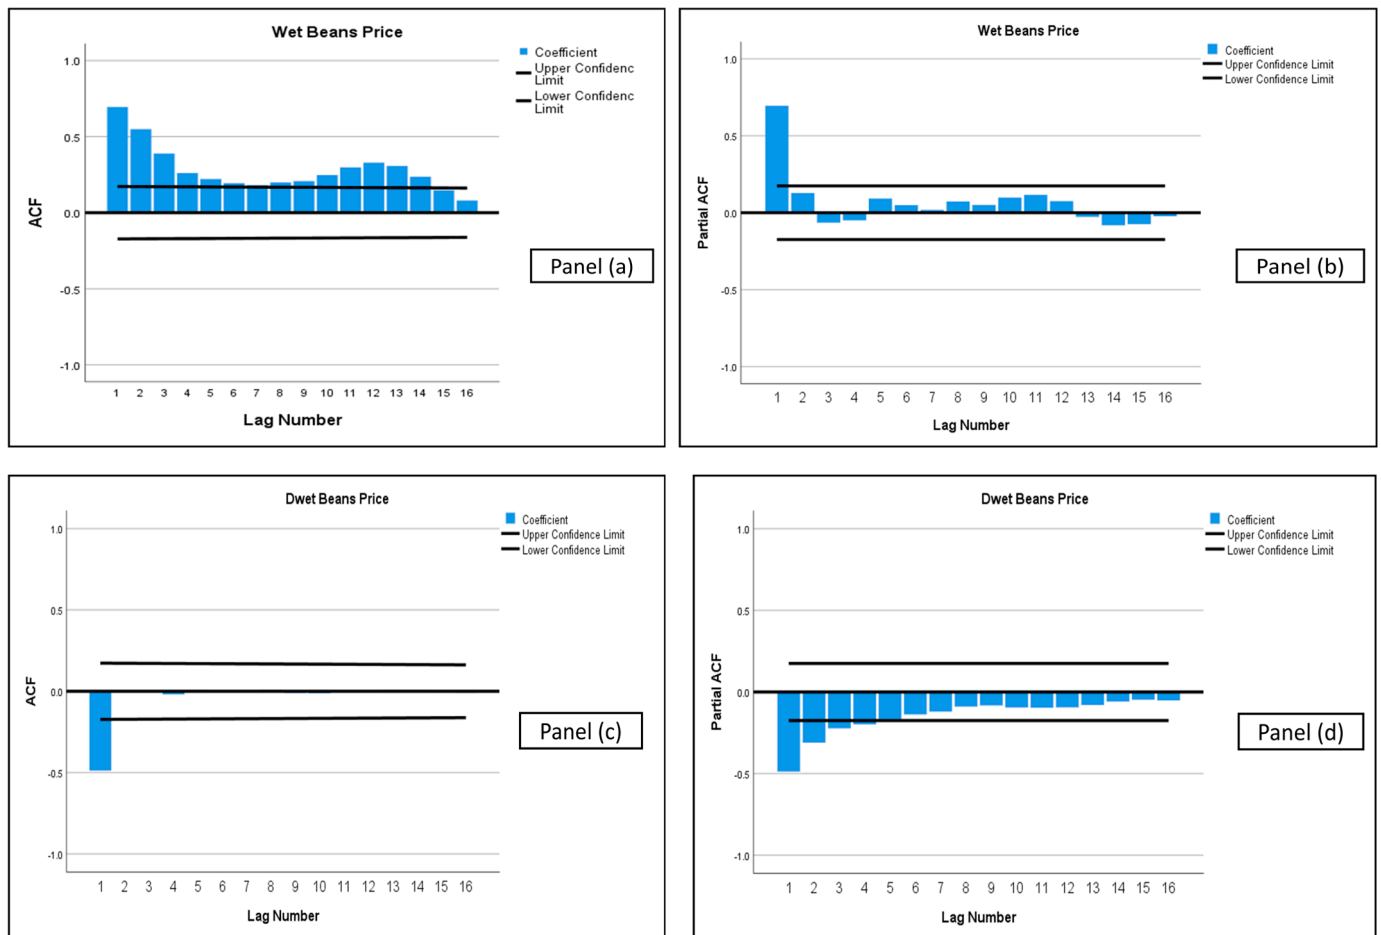 Wet Beans Price
Coefficient
Upper Confidenc
Limit
Lower Confidenc
Limit
1.0
0.5
0.0
-0.5
-1.0
ACF
Panel (a)
1 2 3 4 5 6 7 8 9 10 11 12 13 14 15 16
Lag Number
Wet Beans Price
Coefficient
Upper Confidence Limit
Lower Confidence Limit
1.0
0.5
0.0
-0.5
-1.0
Partial ACF
Panel (b)
1 2 3 4 5 6 7 8 9 10 11 12 13 14 15 16
Lag Number
Dwet Beans Price
Coefficient
Upper Confidence Limit
Lower Confidence Limit
1.0
0.5
0.0
-0.5
-1.0
ACF
Panel (c)
1 2 3 4 5 6 7 8 9 10 11 12 13 14 15 16
Lag Number
Dwet Beans Price
Coefficient
Upper Confidence Limit
Lower Confidence Limit
1.0
0.5
0.0
-0.5
-1.0
Partial ACF
Panel (d)
1 2 3 4 5 6 7 8 9 10 11 12 13 14 15 16
Lag Number